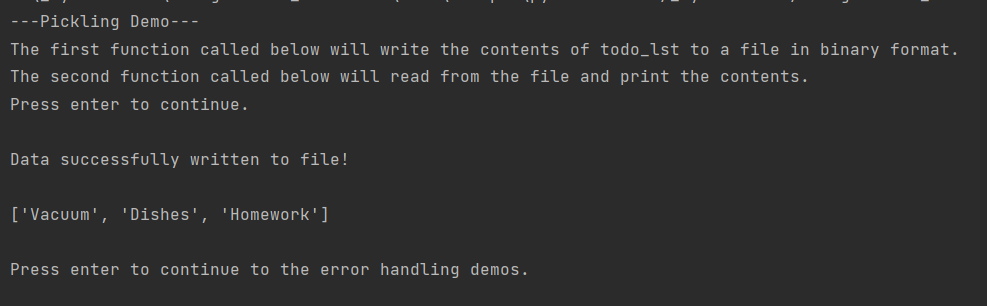 ---Pickling Demo---
The first function called below will write the contents of todo_lst to a file in binary format.
The second function called below will read from the file and print the contents.
Press enter to continue.
Data successfully written to file!
['Vacuum', 'Dishes', 'Homework']
Press enter to continue to the error handling demos.